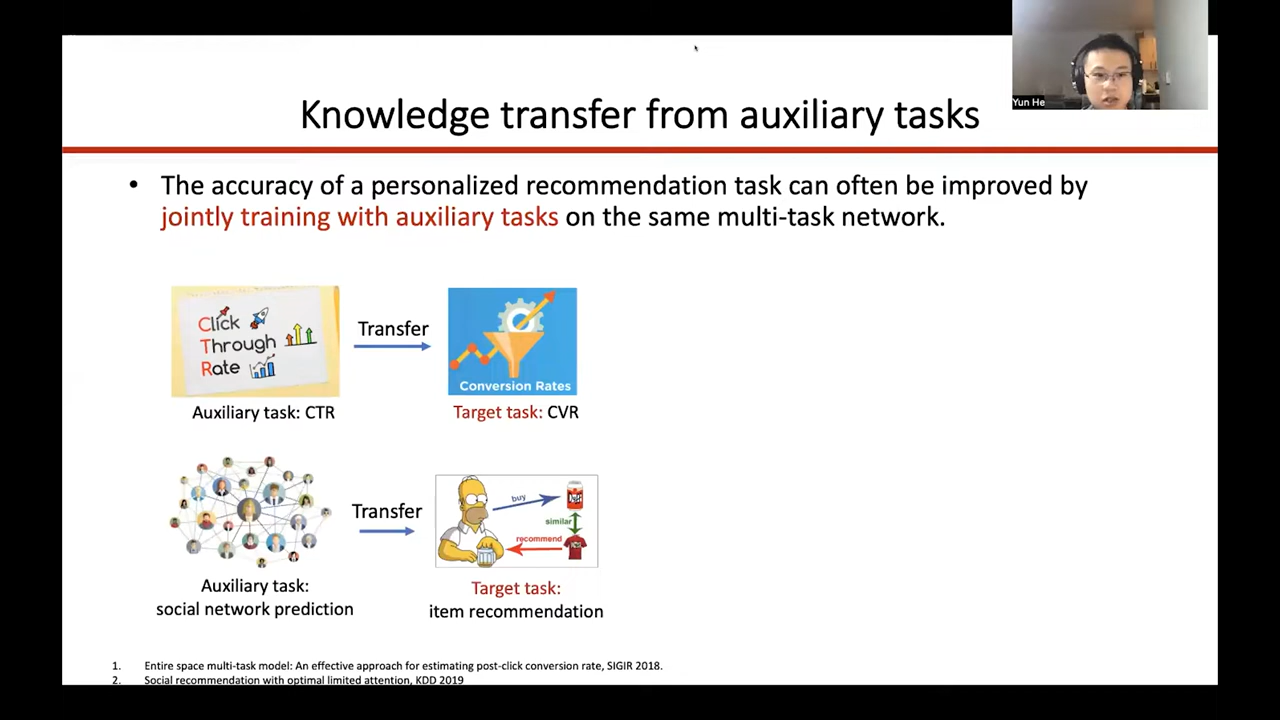 Yun He
Knowledge transfer from auxiliary tasks
• The accuracy of a personalized recommendation task can often be improved by
jointly training with auxiliary tasks on the same multi-task network.
Click
Through
Rate
Transfer
Conversion Rates
Auxiliary task: CTR
Target task: CVR
Transfer
buy
similar
recommend
Auxiliary task:
social network prediction
Target task:
item recommendation
1. Entire space multi-task model: An effective approach for estimating post-click conversion rate, SIGIR 2018.
2. Social recommendation with optimal limited attention, KDD 2019